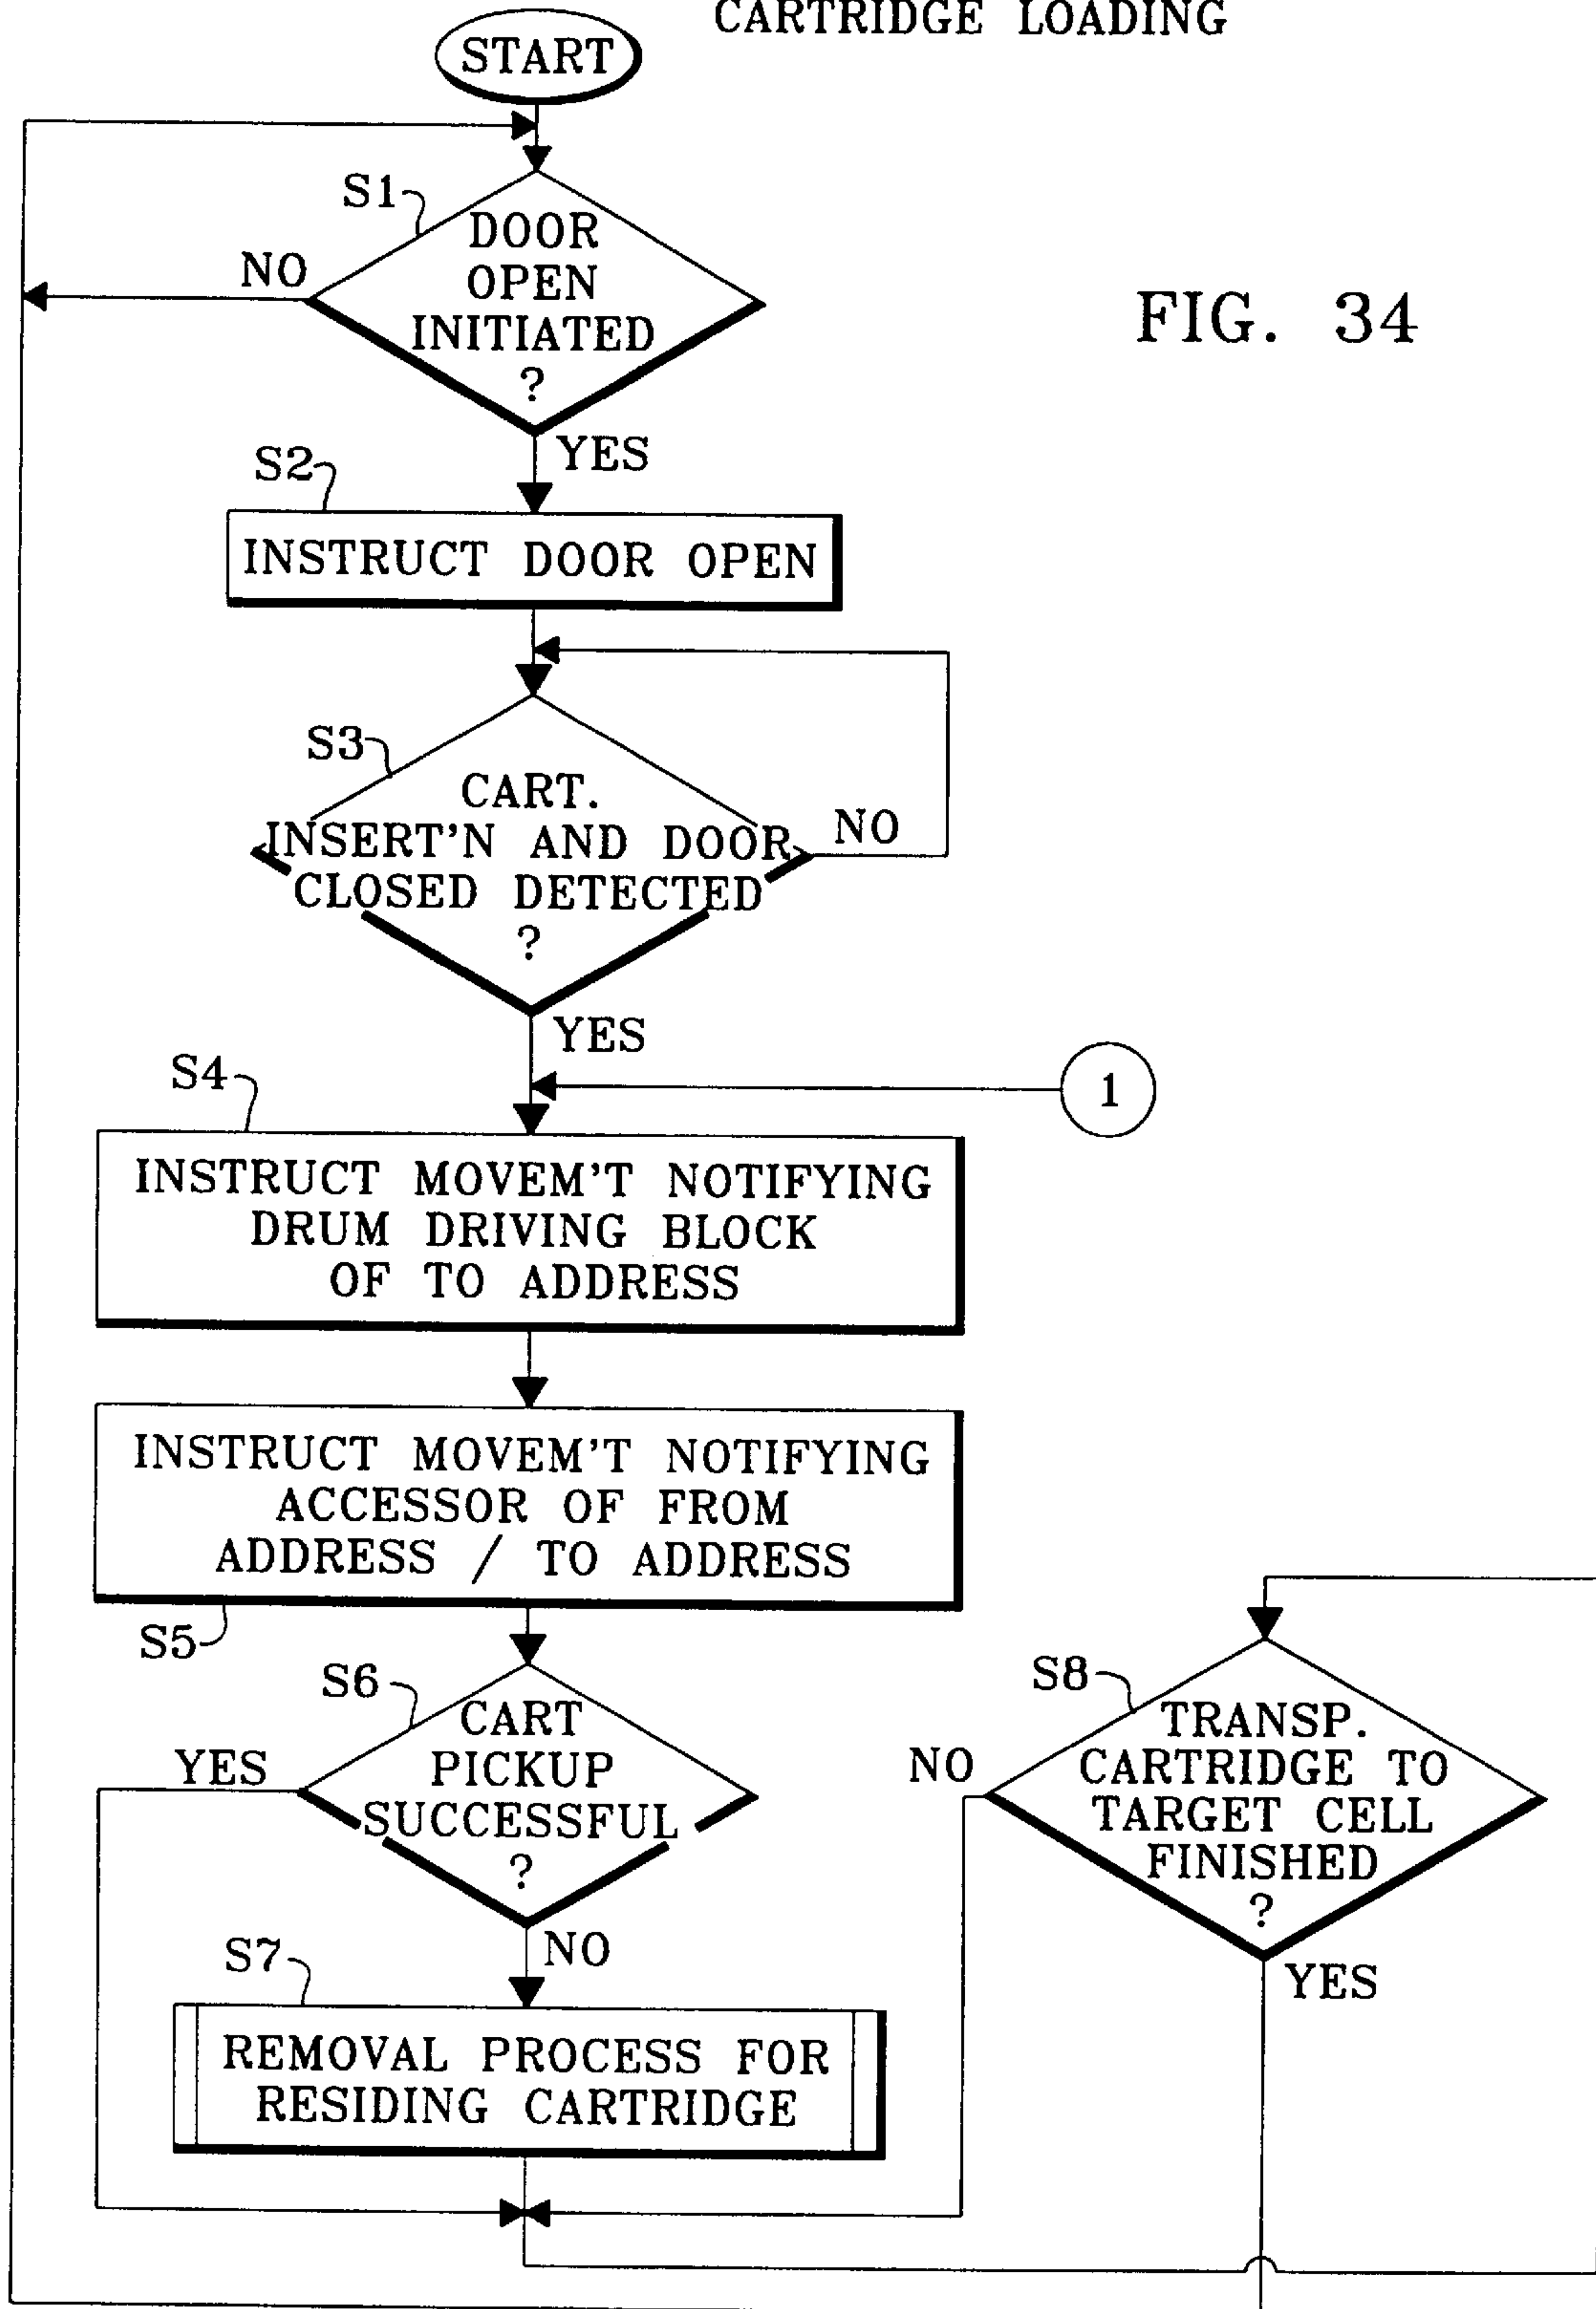 CARTRIDGE LOADING
START
S1
DOOR
OPEN
INITIATED
?
NO
FIG. 34
YES
S2
INSTRUCT DOOR OPEN
S3
CART.
INSERT'N AND DOOR
CLOSED DETECTED
?
NO
YES
1
S4
INSTRUCT MOVEM'T NOTIFYING
DRUM DRIVING BLOCK
OF TO ADDRESS
INSTRUCT MOVEM'T NOTIFYING
ACCESSOR OF FROM
ADDRESS / TO ADDRESS
S5
S6
CART
PICKUP
SUCCESSFUL
?
YES
NO
S7
REMOVAL PROCESS FOR
RESIDING CARTRIDGE
S8
TRANSP.
CARTRIDGE TO
TARGET CELL
FINISHED
?
NO
YES